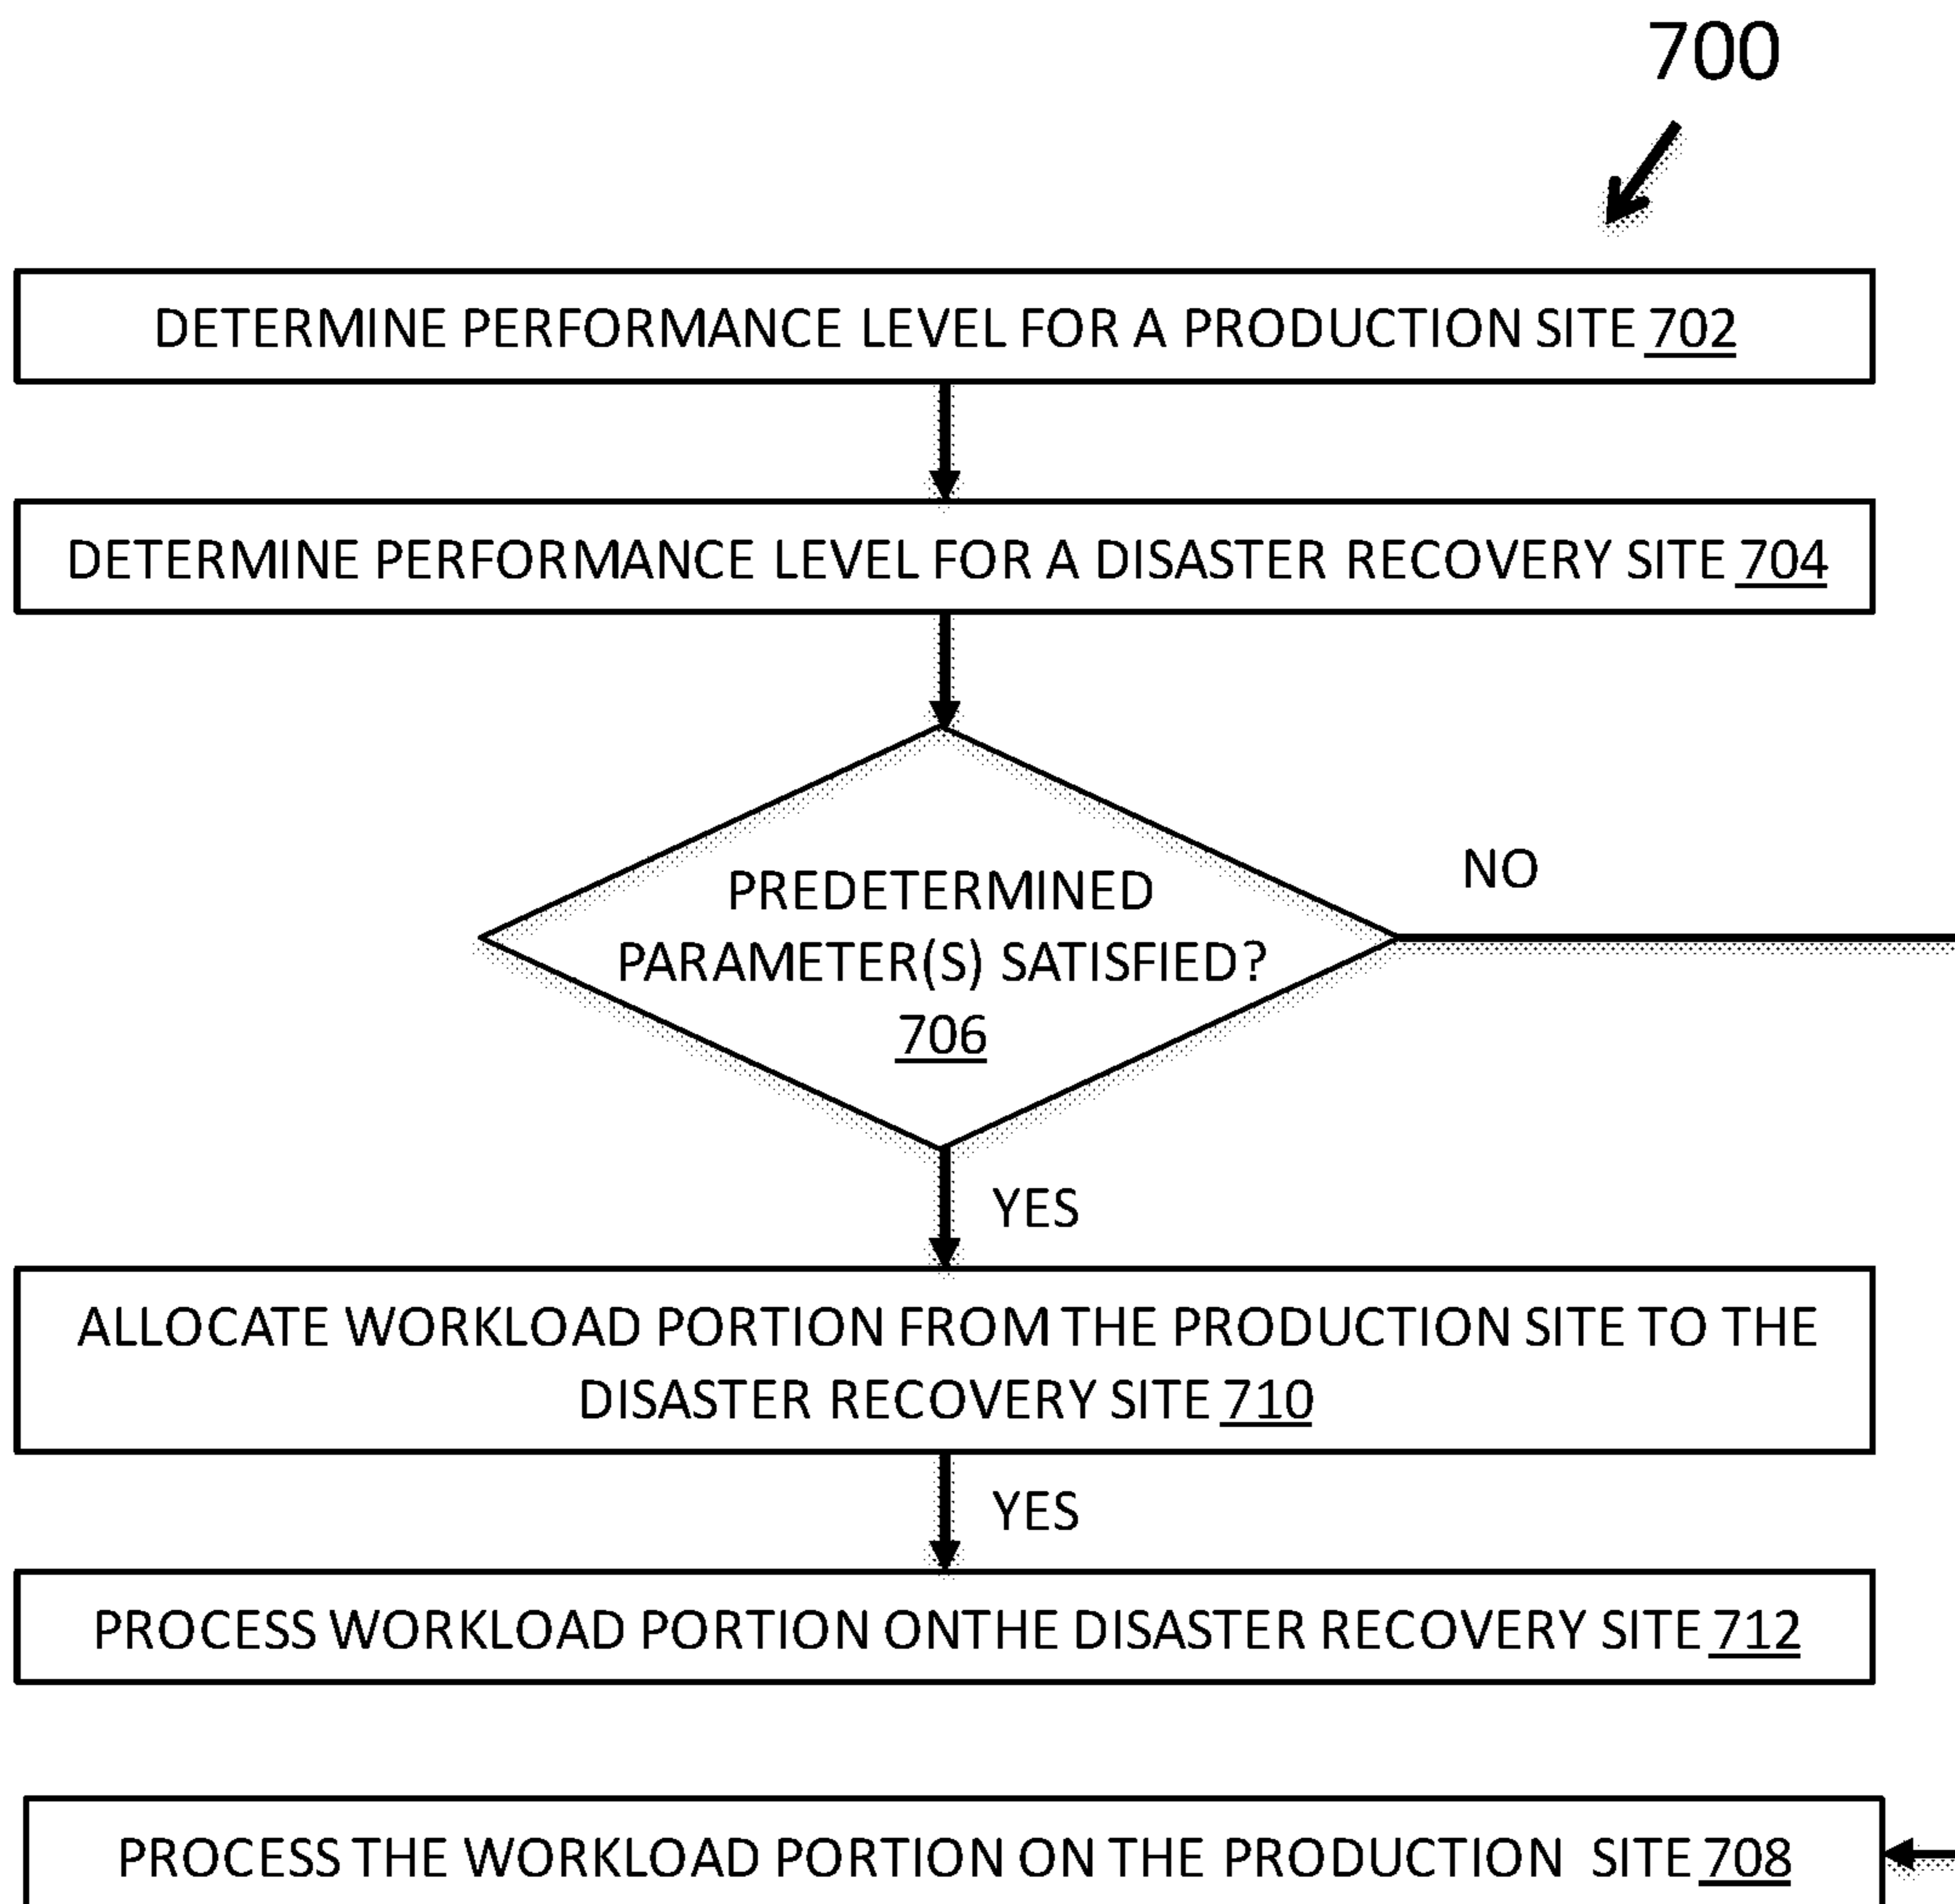 700
DETERMINE PERFORMANCE LEVEL FOR A PRODUCTION SITE 702
DETERMINE PERFORMANCE LEVEL FOR A DISASTER RECOVERY SITE 704
PREDETERMINED
PARAMETER(S) SATISFIED?
706
NO
YES
ALLOCATE WORKLOAD PORTION FROM THE PRODUCTION SITE TO THE
DISASTER RECOVERY SITE 710
YES
PROCESS WORKLOAD PORTION ONTHE DISASTER RECOVERY SITE 712
PROCESS THE WORKLOAD PORTION ON THE PRODUCTION SITE 708